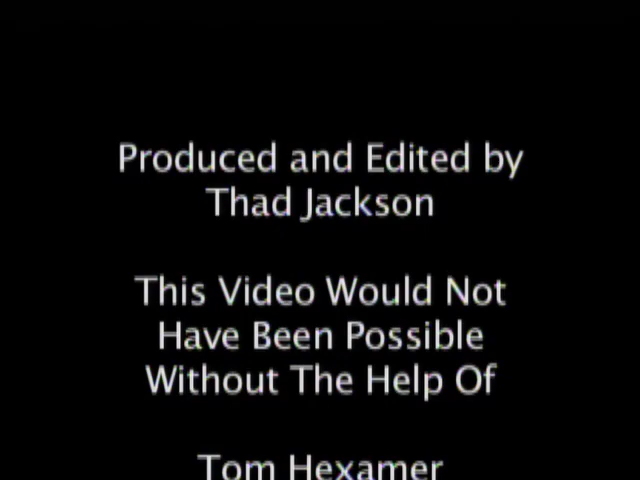 Produced and Edited by
Thad Jackson
This Video Would Not
Have Been Possible
Without The Help Of
Tom Hexamer